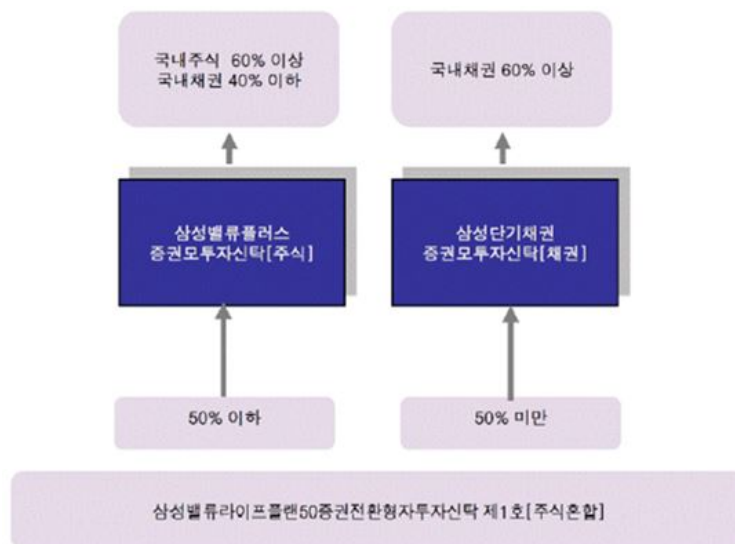 국내주식 60% 이상
국내채권 40% 이하
국내채권 60% 이상
삼성밸류플러스
증권모투자신탁[주식]
삼성단기채권
증권모투자신탁[채권]
50% 이하
50% 미만
삼성밸류라이프플랜50증권전환형자투자신탁 제1호[주식혼합]